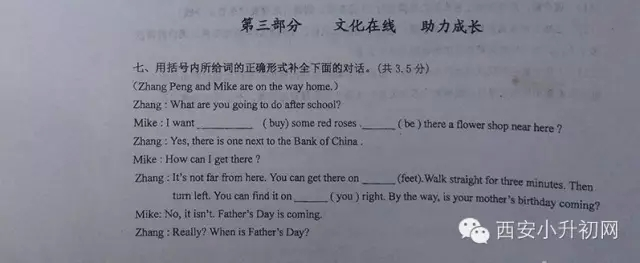 第三部分 文化在线 助力成长
七、用括号内所给词的正确形式补全下面的对话。(共3.5分)
(Zhang Peng and Mike are on the way home.)
Zhang : What are you going to do after school?
Mike : I want __________ ( buy) some red roses .______ ( be ) there a flower shop near here ?
Zhang : Yes, there is one next to the Bank of China .
Mike : How can I get there ?
Zhang : It's not far from here. You can get there on ______(feet).Walk straight for three minutes. Then
turn left. You can find it on______( you ) right. By the way, is your mother's birthday coming?
Mike: No, it isn't. Father's Day is coming.
Zhang : Really? When is Father's Day?
西安小升初网